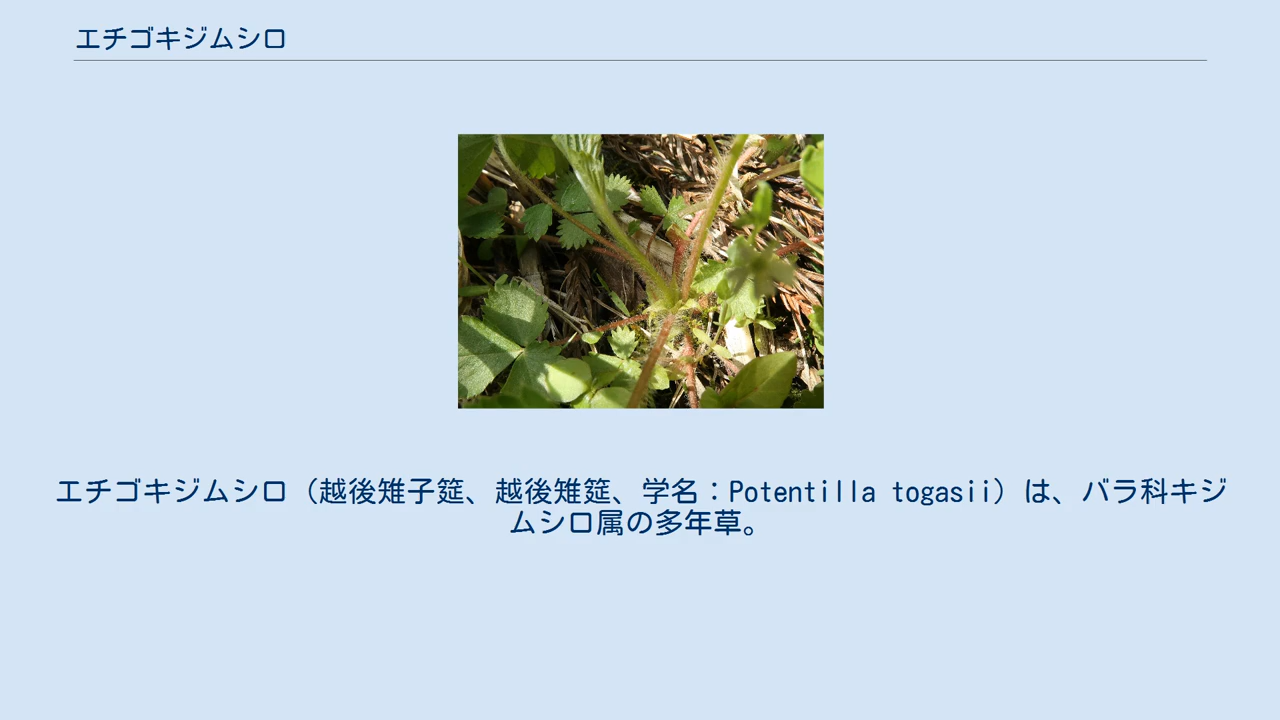 エチゴキジムシロ
エチゴキジムシロ（越後雉子筵、越後雉筵、学名：Potentilla togasii）は、バラ科キジ
ムシロ属の多年草。